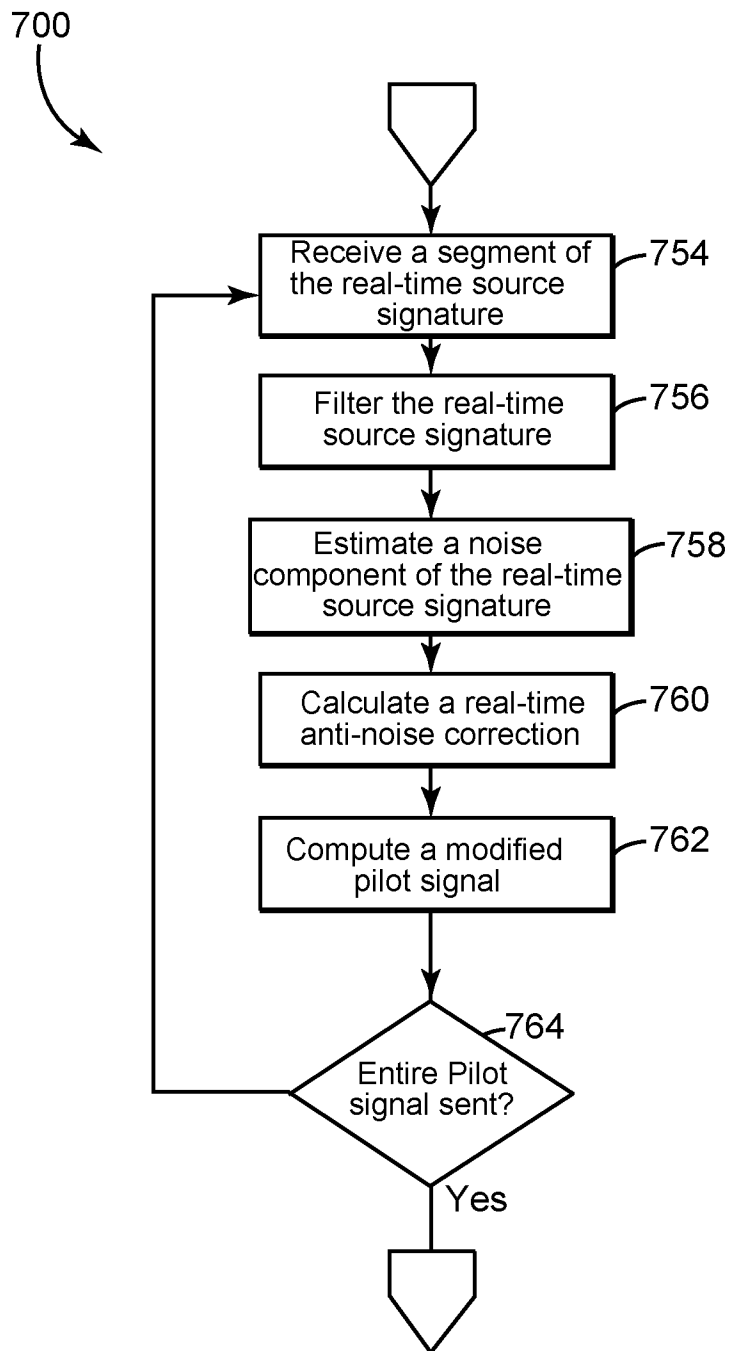 700
Receive a segment of
the real-time source
signature
754
Filter the real-time
source signature
756
Estimate a noise
component of the real-time
source signature
758
Calculate a real-time
anti-noise correction
760
Compute a modified
pilot signal
762
764
Entire Pilot
signal sent?
Yes